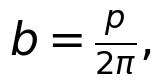 b = p/2π,